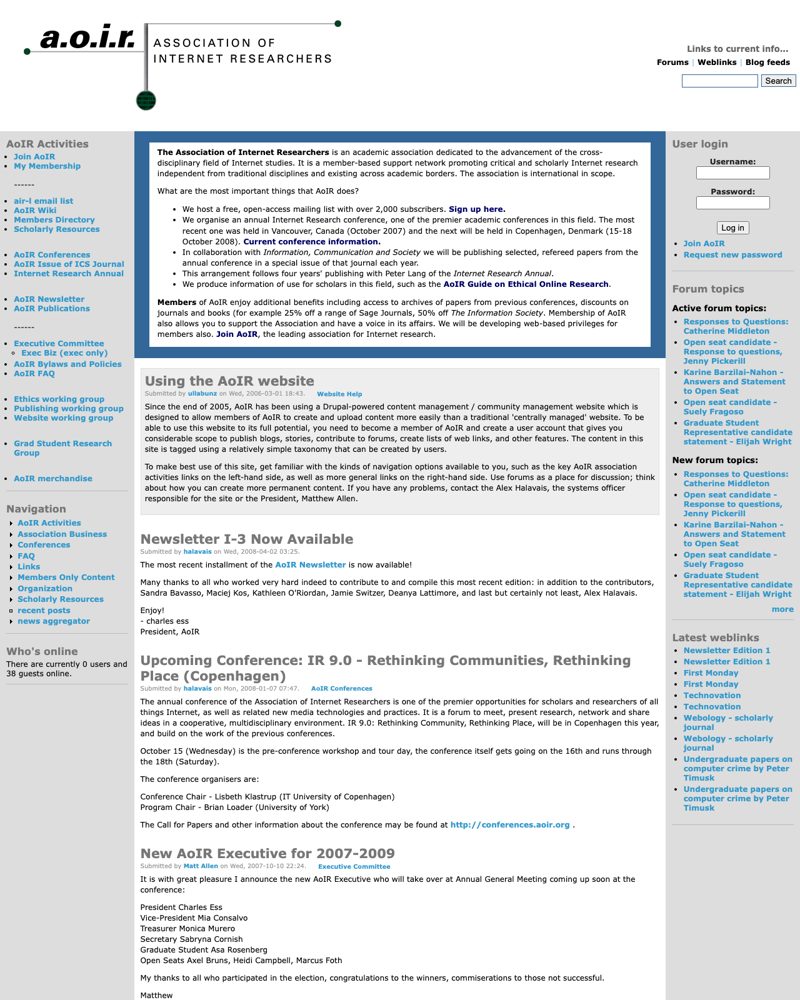 a.o.i.r.
ASSOCIATION OF
INTERNET RESEARCHERS
Links to current info...
Forums | Weblinks | Blog feeds
Search
AoIR Activities
Join AoIR
My Membership
------
air-l email list
AoIR Wiki
Members Directory
Scholarly Resources
AoIR Conferences
AoIR Issue of ICS Journal
Internet Research Annual
AoIR Newsletter
AoIR Publications
------
Executive Committee
Exec Biz (exec only)
AoIR Bylaws and Policies
AoIR FAQ
Ethics working group
Publishing working group
Website working group
Grad Student Research
Group
AoIR merchandise
Navigation
AoIR Activities
Association Business
Conferences
FAQ
Links
Members Only Content
Organization
Scholarly Resources
recent posts
news aggregator
Who's online
There are currently 0 users and
38 guests online.
The Association of Internet Researchers is an academic association dedicated to the advancement of the cross-
disciplinary field of Internet studies. It is a member-based support network promoting critical and scholarly Internet research
independent from traditional disciplines and existing across academic borders. The association is international in scope.
What are the most important things that AoIR does?
We host a free, open-access mailing list with over 2,000 subscribers. Sign up here.
We organise an annual Internet Research conference, one of the premier academic conferences in this field. The most
recent one was held in Vancouver, Canada (October 2007) and the next will be held in Copenhagen, Denmark (15-18
October 2008). Current conference information.
In collaboration with Information, Communication and Society we will be publishing selected, refereed papers from the
annual conference in a special issue of that journal each year.
This arrangement follows four years' publishing with Peter Lang of the Internet Research Annual.
We produce information of use for scholars in this field, such as the AoIR Guide on Ethical Online Research.
Members of AoIR enjoy additional benefits including access to archives of papers from previous conferences, discounts on
journals and books (for example 25% off a range of Sage Journals, 50% off The Information Society. Membership of AoIR
also allows you to support the Association and have a voice in its affairs. We will be developing web-based privileges for
members also. Join AoIR, the leading association for Internet research.
Using the AoIR website
Submitted by ullabunz on Wed, 2006-03-01 18:43. Website Help
Since the end of 2005, AoIR has been using a Drupal-powered content management / community management website which is
designed to allow members of AoIR to create and upload content more easily than a traditional 'centrally managed' website. To be
able to use this website to its full potential, you need to become a member of AoIR and create a user account that gives you
considerable scope to publish blogs, stories, contribute to forums, create lists of web links, and other features. The content in this
site is tagged using a relatively simple taxonomy that can be created by users.
To make best use of this site, get familiar with the kinds of navigation options available to you, such as the key AoIR association
activities links on the left-hand side, as well as more general links on the right-hand side. Use forums as a place for discussion; think
about how you can create more permanent content. If you have any problems, contact the Alex Halavais, the systems officer
responsible for the site or the President, Matthew Allen.
Newsletter I-3 Now Available
Submitted by halavais on Wed, 2008-04-02 03:25.
The most recent installment of the AoIR Newsletter is now available!
Many thanks to all who worked very hard indeed to contribute to and compile this most recent edition: in addition to the contributors,
Sandra Bavasso, Maciej Kos, Kathleen O'Riordan, Jamie Switzer, Deanya Lattimore, and last but certainly not least, Alex Halavais.
Enjoy!
- charles ess
President, AoIR
Upcoming Conference: IR 9.0 - Rethinking Communities, Rethinking
Place (Copenhagen)
Submitted by halavais on Mon, 2008-01-07 07:47. AoIR Conferences
The annual conference of the Association of Internet Researchers is one of the premier opportunities for scholars and researchers of all
things Internet, as well as related new media technologies and practices. It is a forum to meet, present research, network and share
ideas in a cooperative, multidisciplinary environment. IR 9.0: Rethinking Community, Rethinking Place, will be in Copenhagen this year,
and build on the work of the previous conferences.
October 15 (Wednesday) is the pre-conference workshop and tour day, the conference itself gets going on the 16th and runs through
the 18th (Saturday).
The conference organisers are:
Conference Chair - Lisbeth Klastrup (IT University of Copenhagen)
Program Chair - Brian Loader (University of York)
The Call for Papers and other information about the conference may be found at http://conferences.aoir.org .
New AoIR Executive for 2007-2009
Submitted by Matt Allen on Wed, 2007-10-10 22:24. Executive Committee
It is with great pleasure I announce the new AoIR Executive who will take over at Annual General Meeting coming up soon at the
conference:
President Charles Ess
Vice-President Mia Consalvo
Treasurer Monica Murero
Secretary Sabryna Cornish
Graduate Student Asa Rosenberg
Open Seats Axel Bruns, Heidi Campbell, Marcus Foth
My thanks to all who participated in the election, congratulations to the winners, commiserations to those not successful.
Matthew
User login
Username:
Password:
Log in
Join AoIR
Request new password
Forum topics
Active forum topics:
Responses to Questions:
Catherine Middleton
Open seat candidate -
Response to questions,
Jenny Pickerill
Karine Barzilai-Nahon -
Answers and Statement
to Open Seat
Open seat candidate -
Suely Fragoso
Graduate Student
Representative candidate
statement - Elijah Wright
New forum topics:
Responses to Questions:
Catherine Middleton
Open seat candidate -
Response to questions,
Jenny Pickerill
Karine Barzilai-Nahon -
Answers and Statement
to Open Seat
Open seat candidate -
Suely Fragoso
Graduate Student
Representative candidate
statement - Elijah Wright
more
Latest weblinks
Newsletter Edition 1
Newsletter Edition 1
First Monday
First Monday
Technovation
Technovation
Webology - scholarly
journal
Webology - scholarly
journal
Undergraduate papers on
computer crime by Peter
Timusk
Undergraduate papers on
computer crime by Peter
Timusk